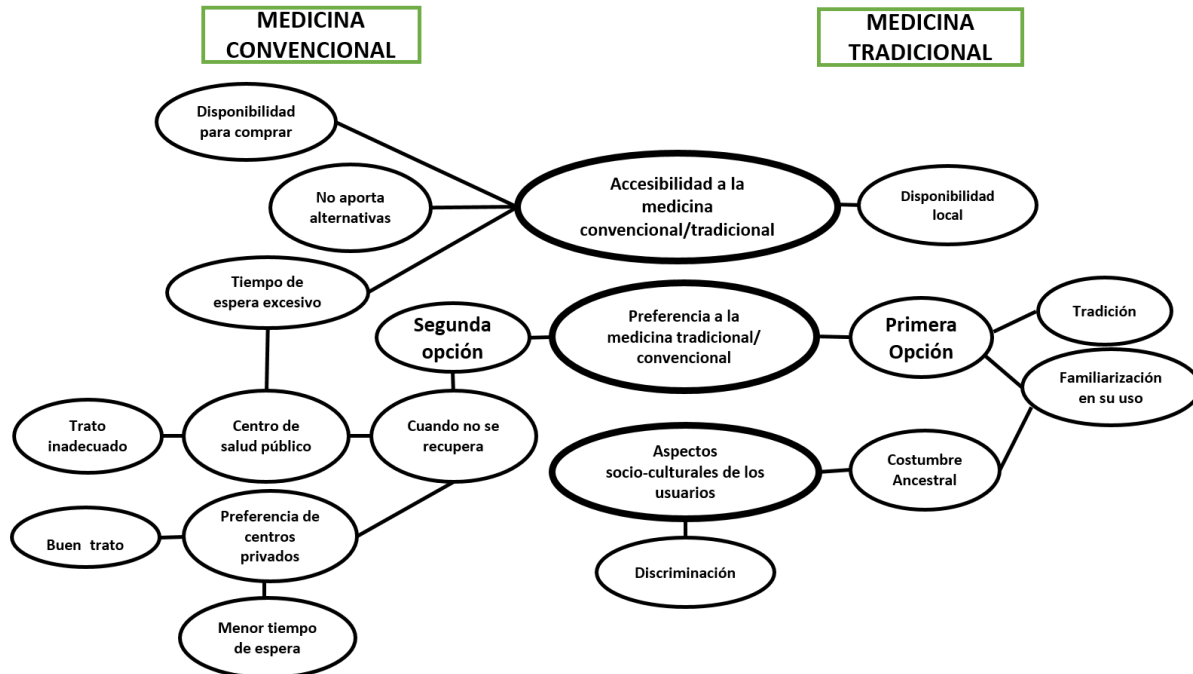 MEDICINA
CONVENCIONAL
MEDICINA
TRADICIONAL
Disponibilidad
para comprar
No aporta
alternativas
Accesibilidad a la
medicina
convencional/tradicional
Disponibilidad
local
Tiempo de
espera excesivo
Segunda
opción
Preferencia a la
medicina tradicional/
convencional
Primera
Opción
Tradición
Familiarización
en su uso
Trato
inadecuado
Centro de
salud público
Cuando no se
recupera
Aspectos
socio-culturales de los
usuarios
Costumbre
Ancestral
Buen trato
Preferencia de
centros
privados
Discriminación
Menor tiempo
de espera